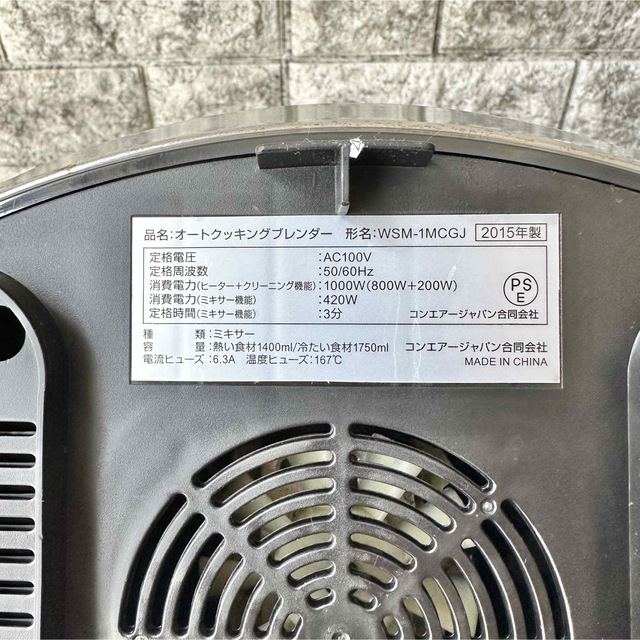 品名:オートクッキングブレンダー 形名:WSM-1MCGJ 2015年製
定格電圧 :AC100V
定格周波数 :50/60Hz
消費電力(ヒーター+クリーニング機能) :1000W(800W+200W)
消費電力(ミキサー機能) :420W
定格時間(ミキサー機能) :3分
PS
E
コンエアージャパン合同会社
種 類:ミキサー
容 量:熱い食材1400ml/冷たい食材1750ml
コンエアージャパン合同会社
電流ヒューズ:6.3A 温度ヒューズ:167℃
MADE IN CHINA